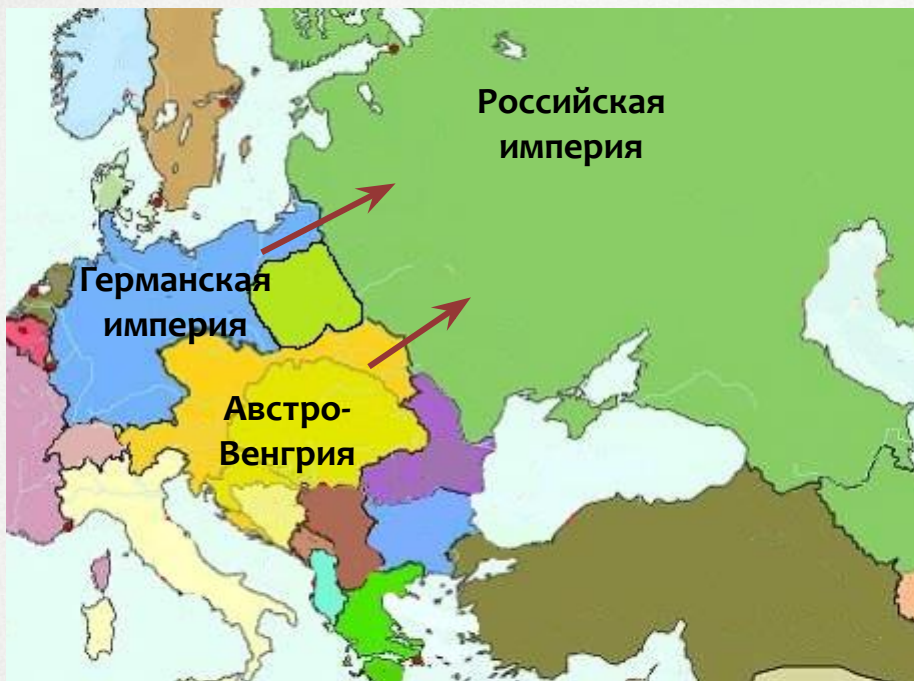 Российская
империя
Германская
империя
Австро-
Венгрия